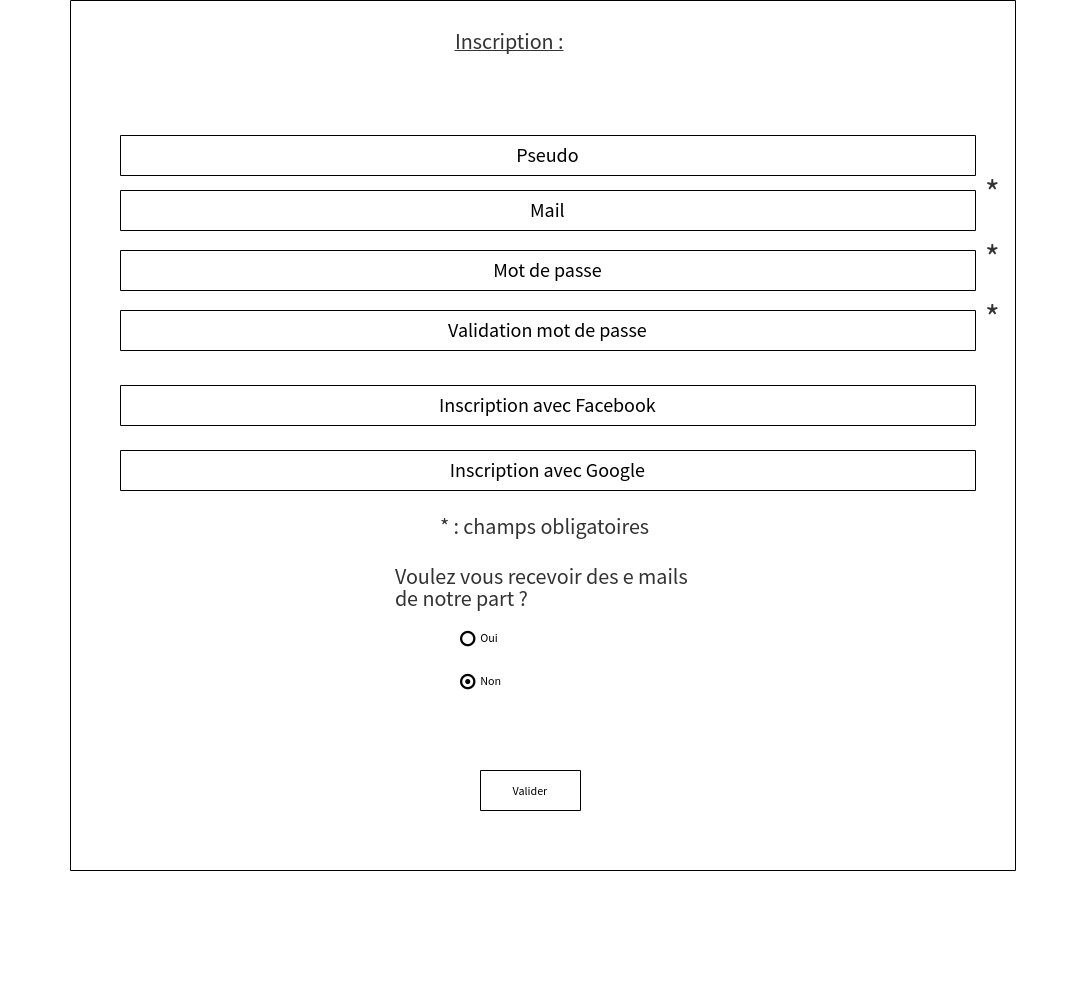 Inscription :
Pseudo
*
Mail
*
Mot de passe
*
Validation mot de passe
Inscription avec Facebook
Inscription avec Google
* : champs obligatoires
Voulez vous recevoir des e mails
de notre part ?
Oui
Non
Valider